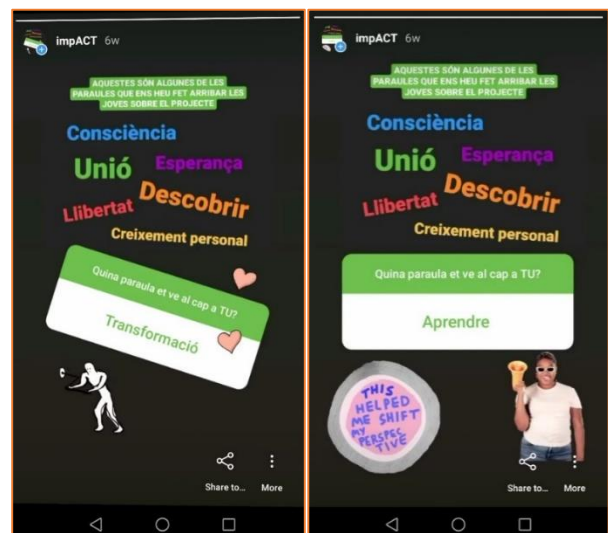 impACT 6w
AQUESTES SÓN ALGUNES DE LES
PARAULES QUE ENS HEU FET ARRIBAR LES
JOVES SOBRE EL PROJECTE
Consciència
Unió Esperança
Descobrir
Llibertat
Creixement personal
Quina paraula et ve al cap a TU?
Transformació
Share to... More
impACT 6w
AQUESTES SÓN ALGUNES DE LES
PARAULES QUE ENS HEU FET ARRIBAR LES
JOVES SOBRE EL PROJECTE
Consciència
Unió Esperança
Descobrir
Llibertat
Creixement personal
Quina paraula et ve al cap a TU?
Aprendre
THIS
HELPED
ME SHIFT
MY
PERSPEC
TIVE
Share to... More